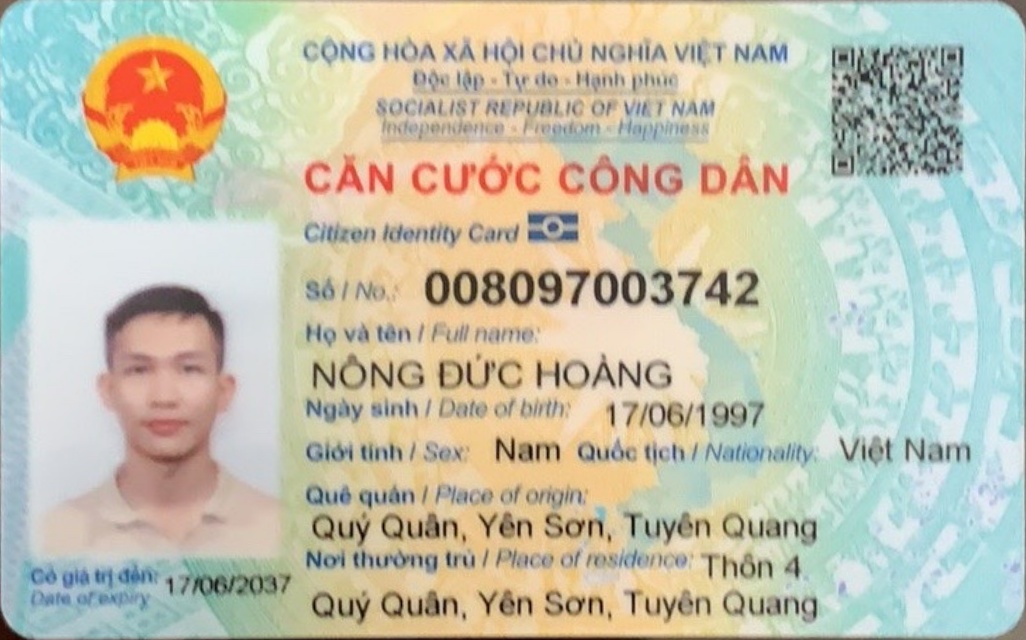 CỘNG HÒA XÃ HỘI CHỦ NGHĨA VIỆT NAM
Độc lập - Tự do - Hạnh phúc
SOCIALIST REPUBLIC OF VIET NAM
Independence - Freedom - Happiness
CĂN CƯỚC CÔNG DÂN
Citizen Identity Card
Số / No.: 008097003742
Họ và tên / Full name:
NÔNG ĐỨC HOÀNG
Ngày sinh / Date of birth: 17/06/1997
Giới tính / Sex: Nam Quốc tịch / Nationality: Việt Nam
Quê quán / Place of origin:
Quý Quân, Yên Sơn, Tuyên Quang
Nơi thường trú / Place of residence: Thôn 4
Quý Quân, Yên Sơn, Tuyên Quang
Có giá trị đến: 17/06/2037
Date of expiry